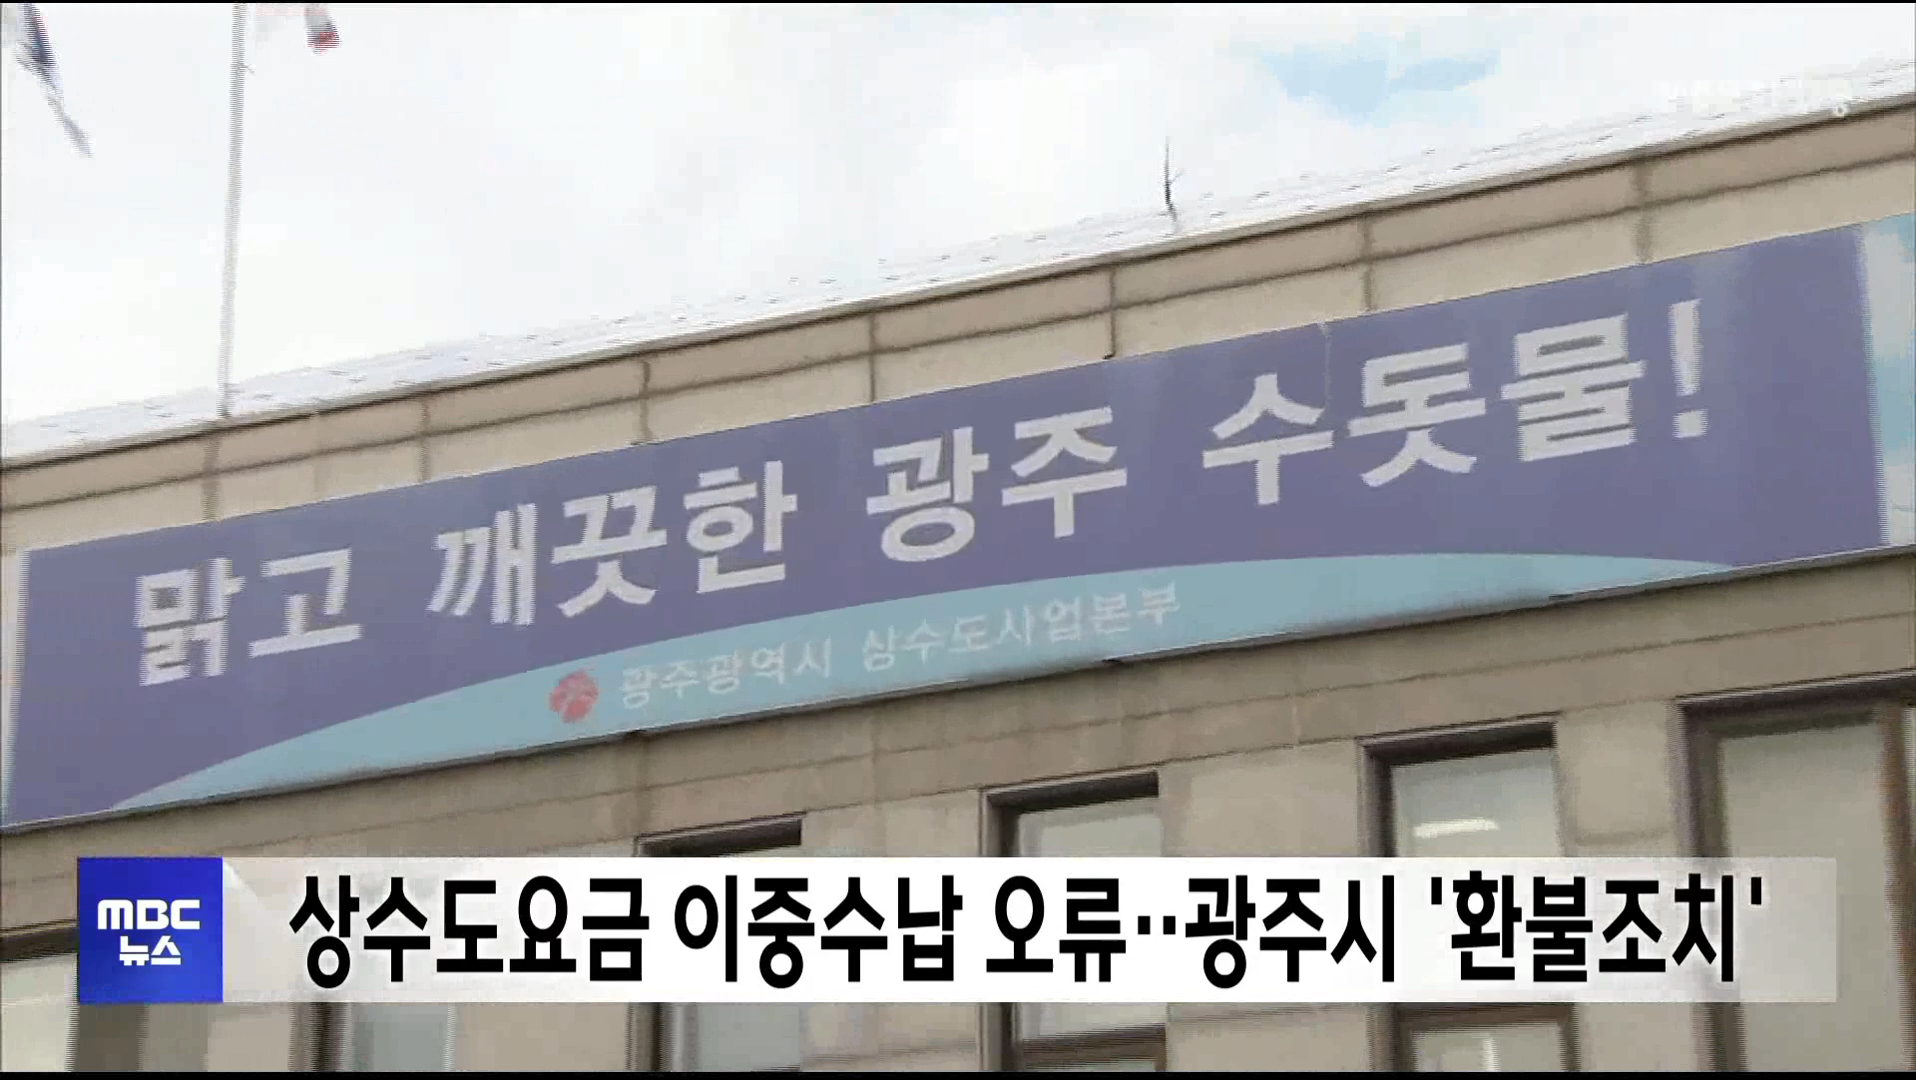 맑고 깨끗한 광주 수돗물!
광주광역시 상수도사업본부
MBC
뉴스
상수도요금 이중수납 오류··광주시 '환불조치'